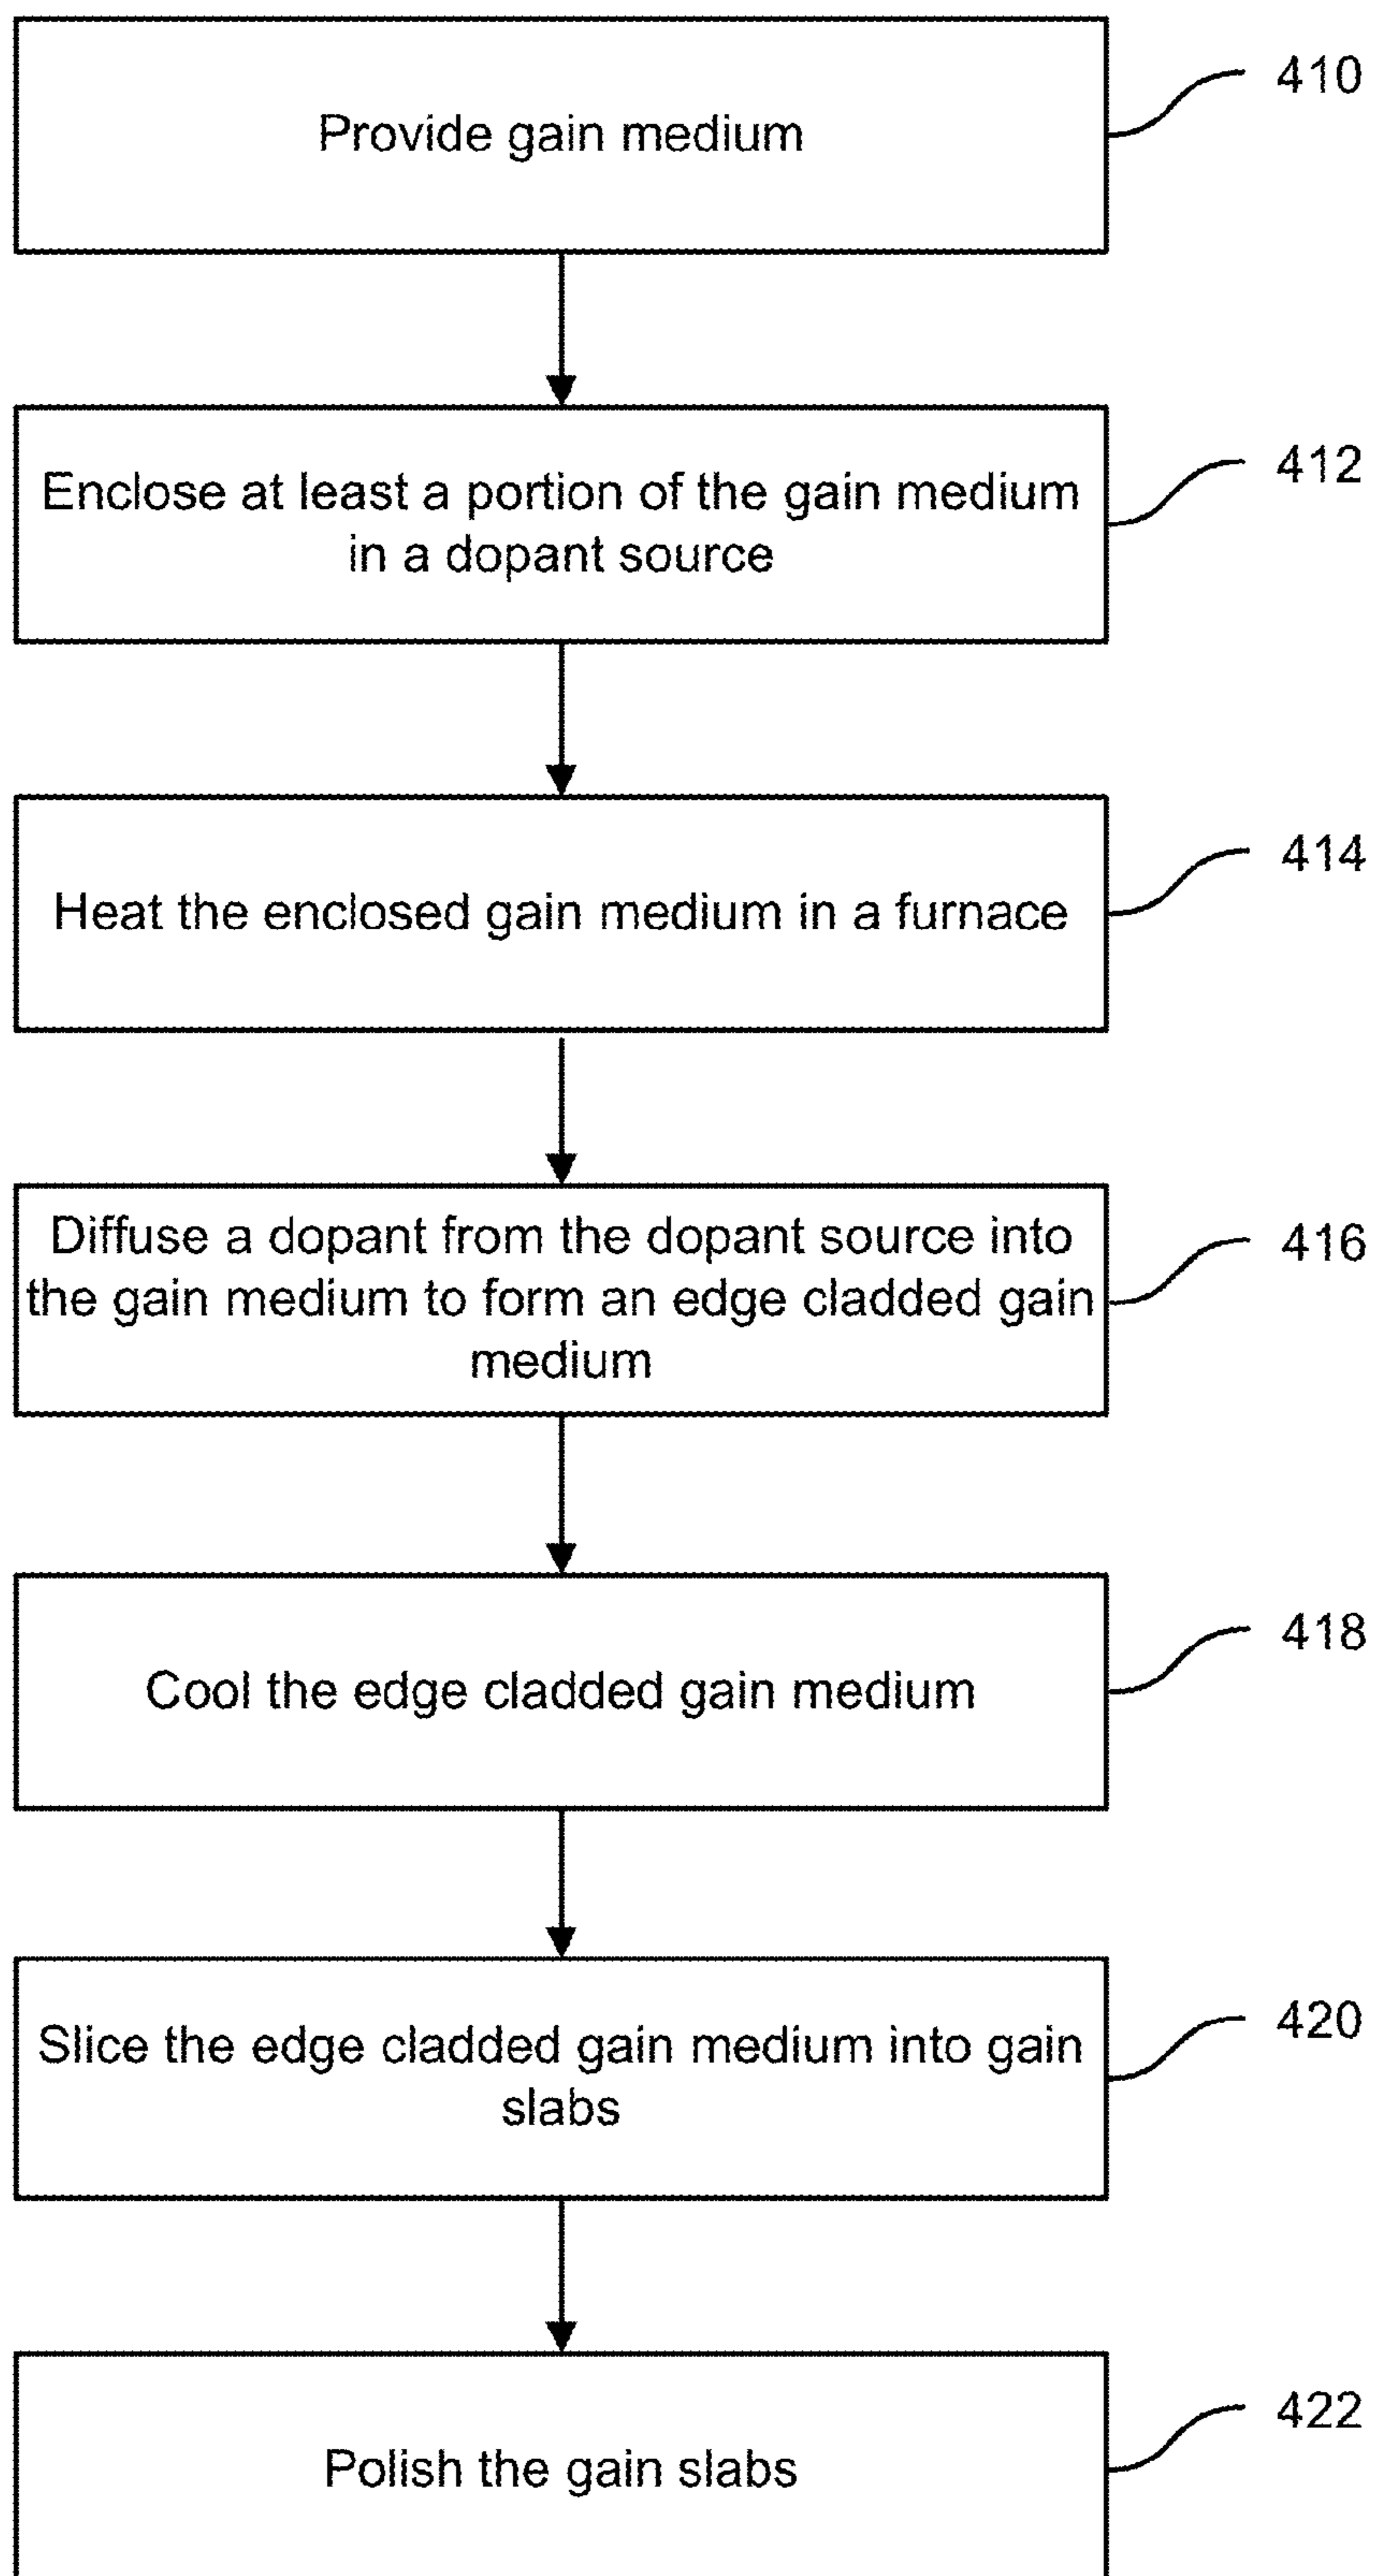 Provide gain medium
410
Enclose at least a portion of the gain medium
in a dopant source
412
Heat the enclosed gain medium in a furnace
414
Diffuse a dopant from the dopant source into
the gain medium to form an edge cladded gain
medium
416
Cool the edge cladded gain medium
418
Slice the edge cladded gain medium into gain
slabs
420
Polish the gain slabs
422